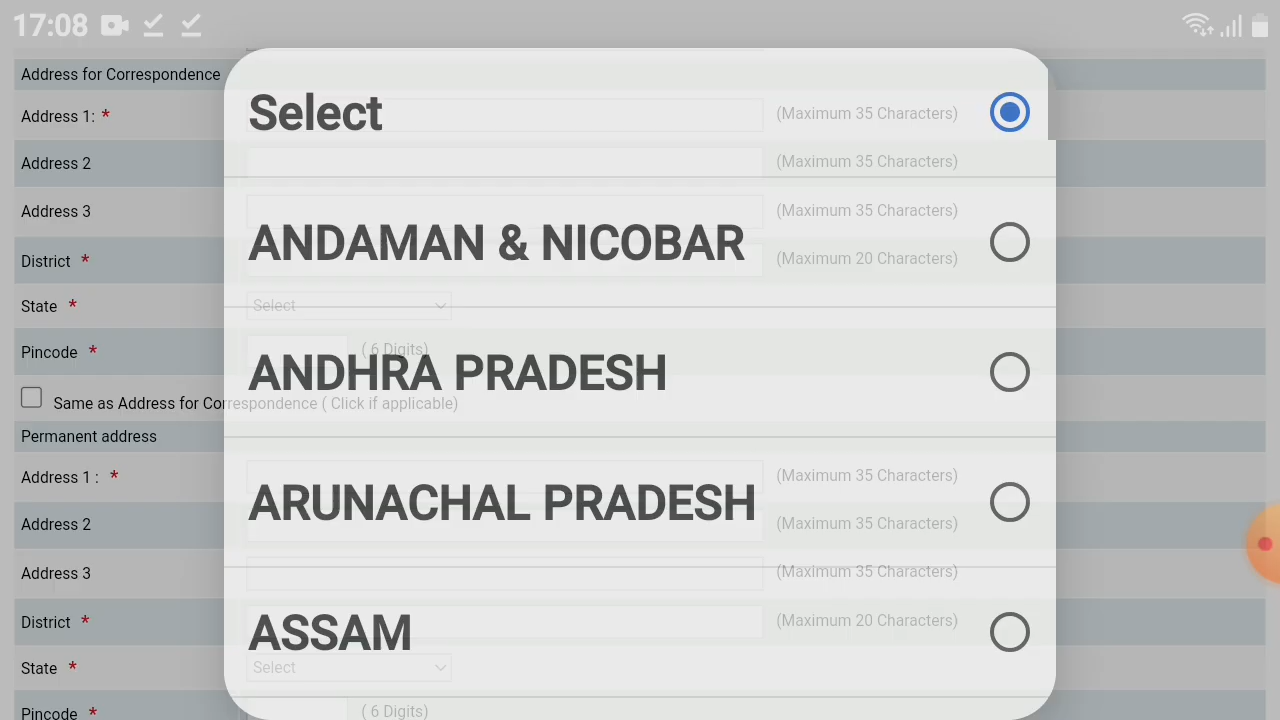 17:08
Address for Correspondence
Address 1: * (Maximum 35 Characters)
Address 2 (Maximum 35 Characters)
Address 3 (Maximum 35 Characters)
District * (Maximum 20 Characters)
State * Select
Pincode * ( 6 Digits)
Same as Address for Correspondence ( Click if applicable)
Permanent address
Address 1 : * (Maximum 35 Characters)
Address 2 (Maximum 35 Characters)
Address 3 (Maximum 35 Characters)
District * (Maximum 20 Characters)
State * Select
Pincode * ( 6 Digits)
Select
ANDAMAN & NICOBAR
ANDHRA PRADESH
ARUNACHAL PRADESH
ASSAM